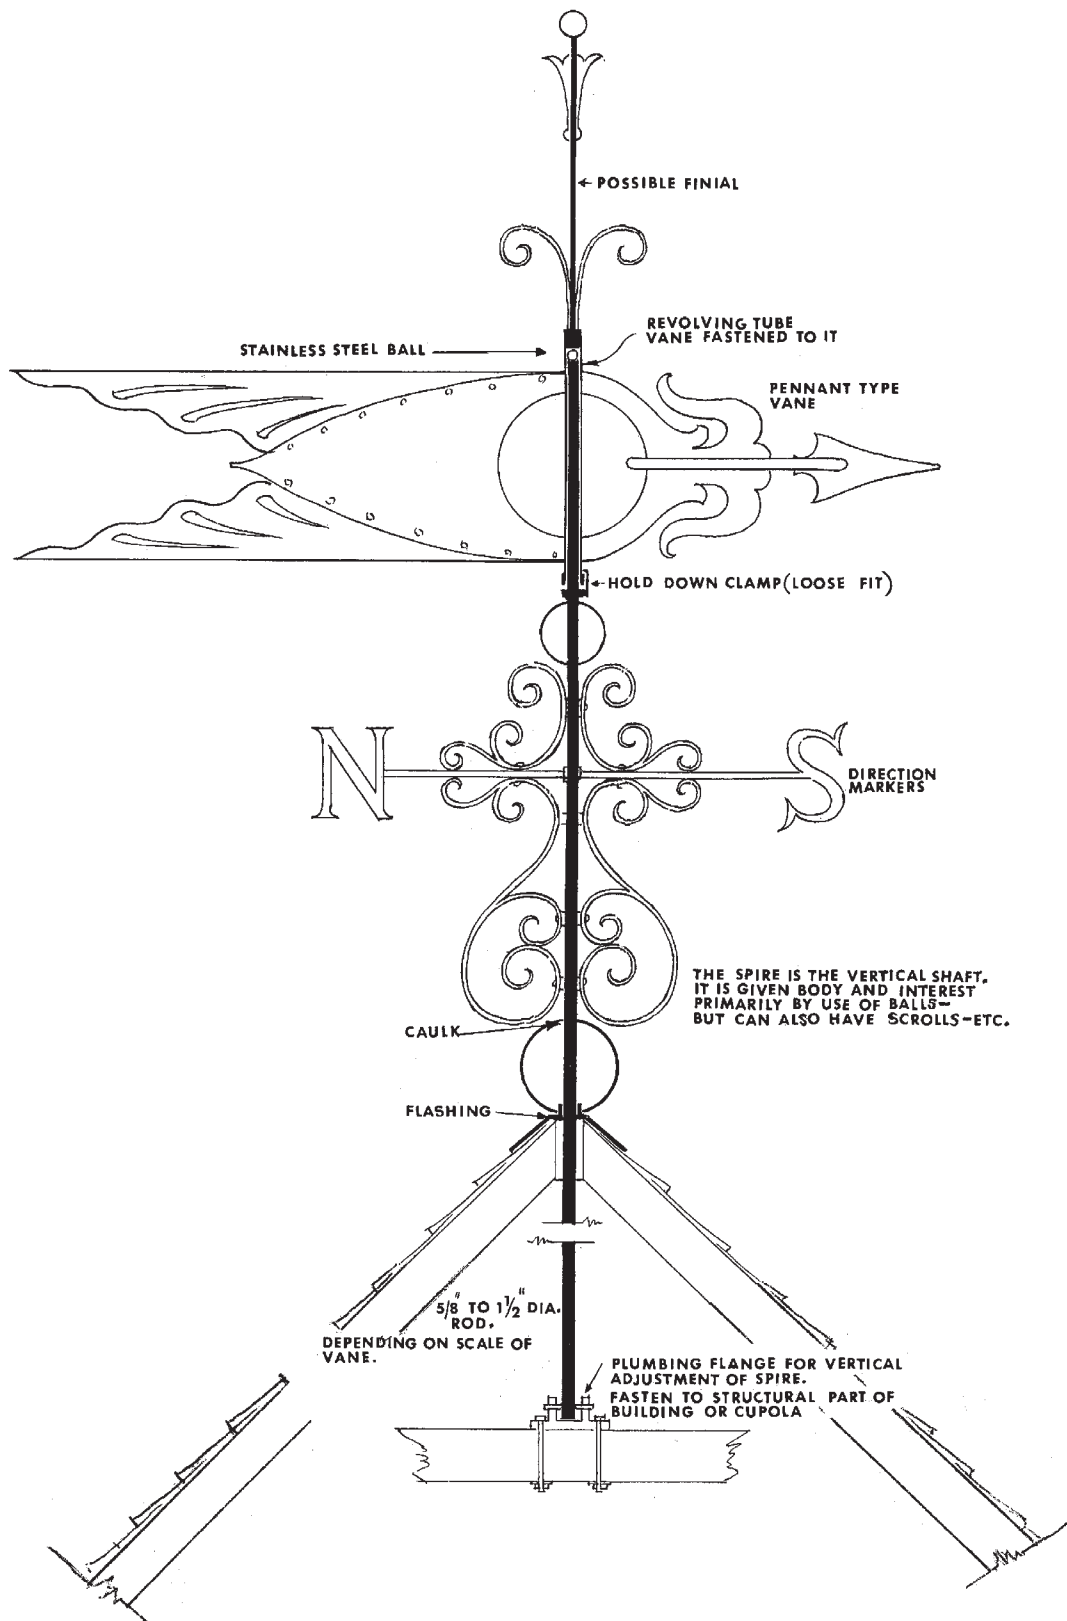 POSSIBLE FINIAL
REVOLVING TUBE
VANE FASTENED TO IT
STAINLESS STEEL BALL
PENNANT TYPE
VANE
HOLD DOWN CLAMP (LOOSE FIT)
N
S
DIRECTION
MARKERS
THE SPIRE IS THE VERTICAL SHAFT.
IT IS GIVEN BODY AND INTEREST
PRIMARILY BY USE OF BALLS-
BUT CAN ALSO HAVE SCROLLS-ETC.
CAULK
FLASHING
5/8" TO 1 1/2" DIA.
ROD.
DEPENDING ON SCALE OF
VANE.
PLUMBING FLANGE FOR VERTICAL
ADJUSTMENT OF SPIRE.
FASTEN TO STRUCTURAL PART OF
BUILDING OR CUPOLA